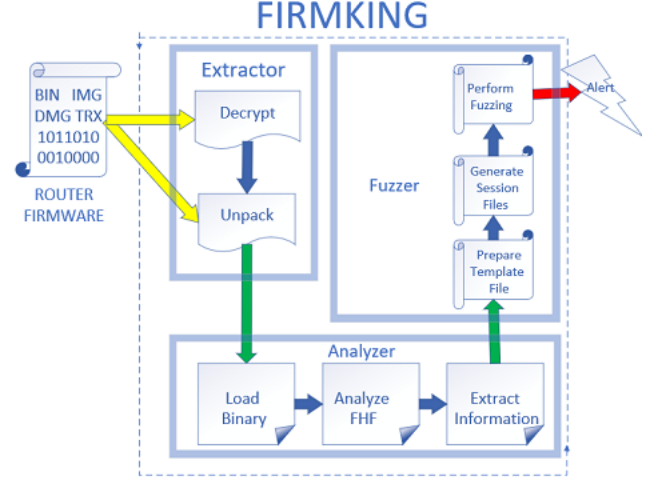 FIRMKING
BIN IMG
DMG TRX
1011010
0010000
ROUTER
FIRMWARE
Extractor
Decrypt
Unpack
Fuzzer
Perform
Fuzzing
Generate
Session
Files
Prepare
Template
File
Alert
Analyzer
Load
Binary
Analyze
FHF
Extract
Information